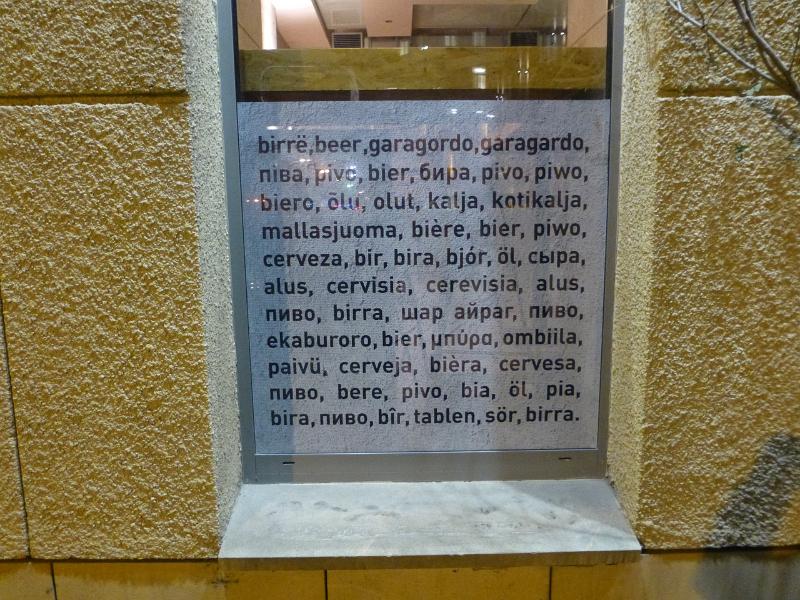 birrë,beer,garagordo,garagardo,
піва, pivo, bier, бира, pivo, piwo,
biero, õlu, olut, kalja, kotikalja,
mallasjuoma, bière, bier, piwo,
cerveza, bir, bira, bjór, öl, сыра,
alus, cervisia, cerevisia, alus,
пиво, birra, шар айраг, пиво,
ekaburoro, bier, μπύρα, ombiila,
paivü, cerveja, bièra, cervesa,
пиво, bere, pivo, bia, öl, pia,
bira, пиво, bîr, tablen, sör, birra.